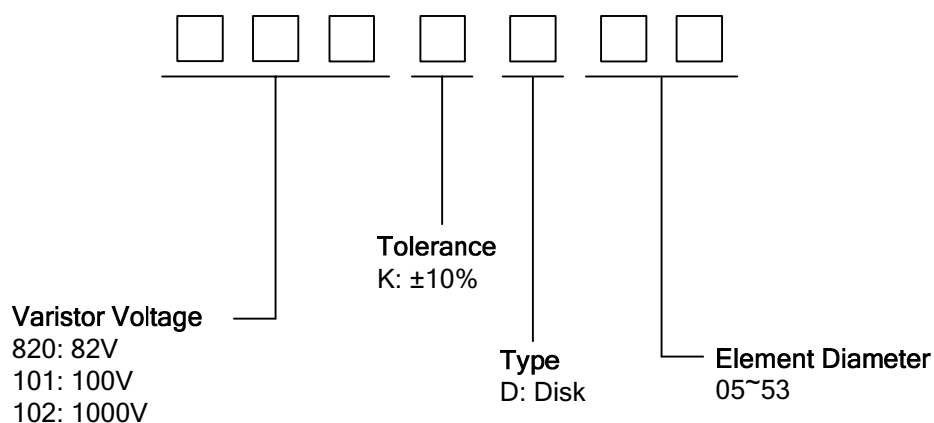 Tolerance
K: ±10%
Varistor Voltage
820: 82V
101: 100V
102: 1000V
Type
D: Disk
Element Diameter
05~53